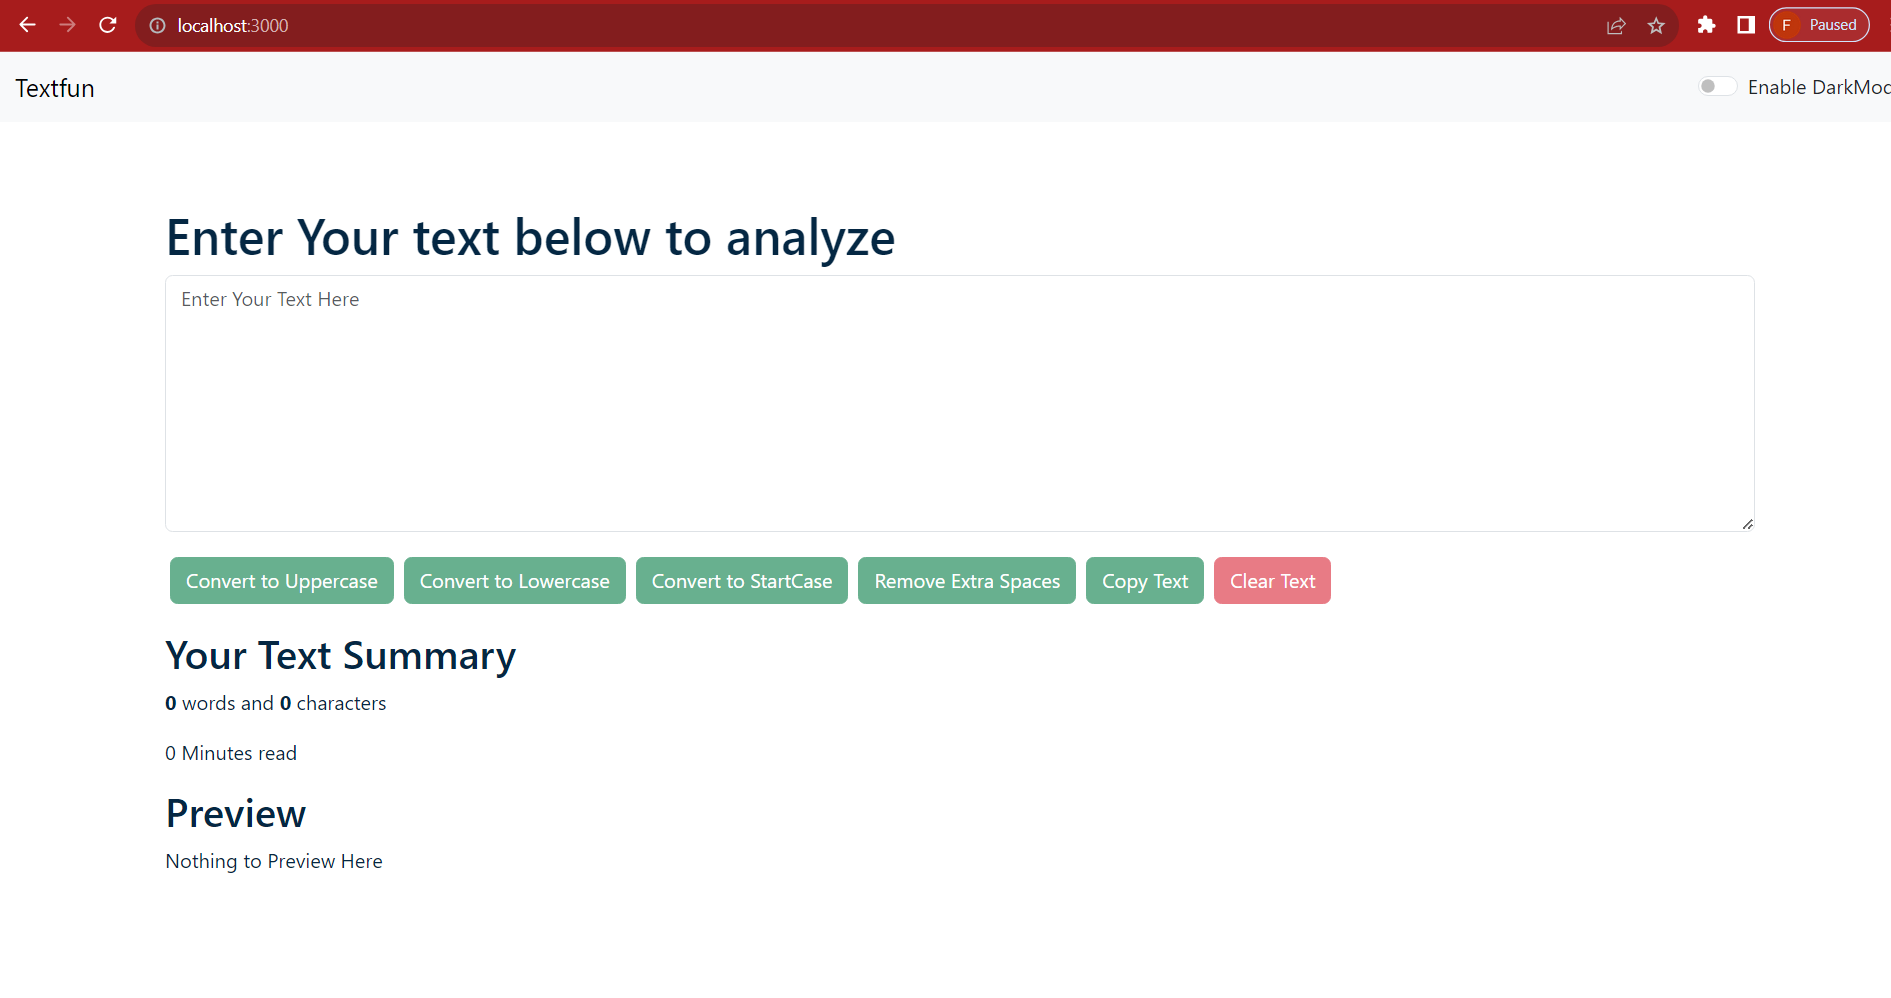 localhost:3000
F Paused
Textfun
Enable DarkMod
Enter Your text below to analyze
Enter Your Text Here
Convert to Uppercase Convert to Lowercase Convert to StartCase Remove Extra Spaces Copy Text Clear Text
Your Text Summary
0 words and 0 characters
0 Minutes read
Preview
Nothing to Preview Here